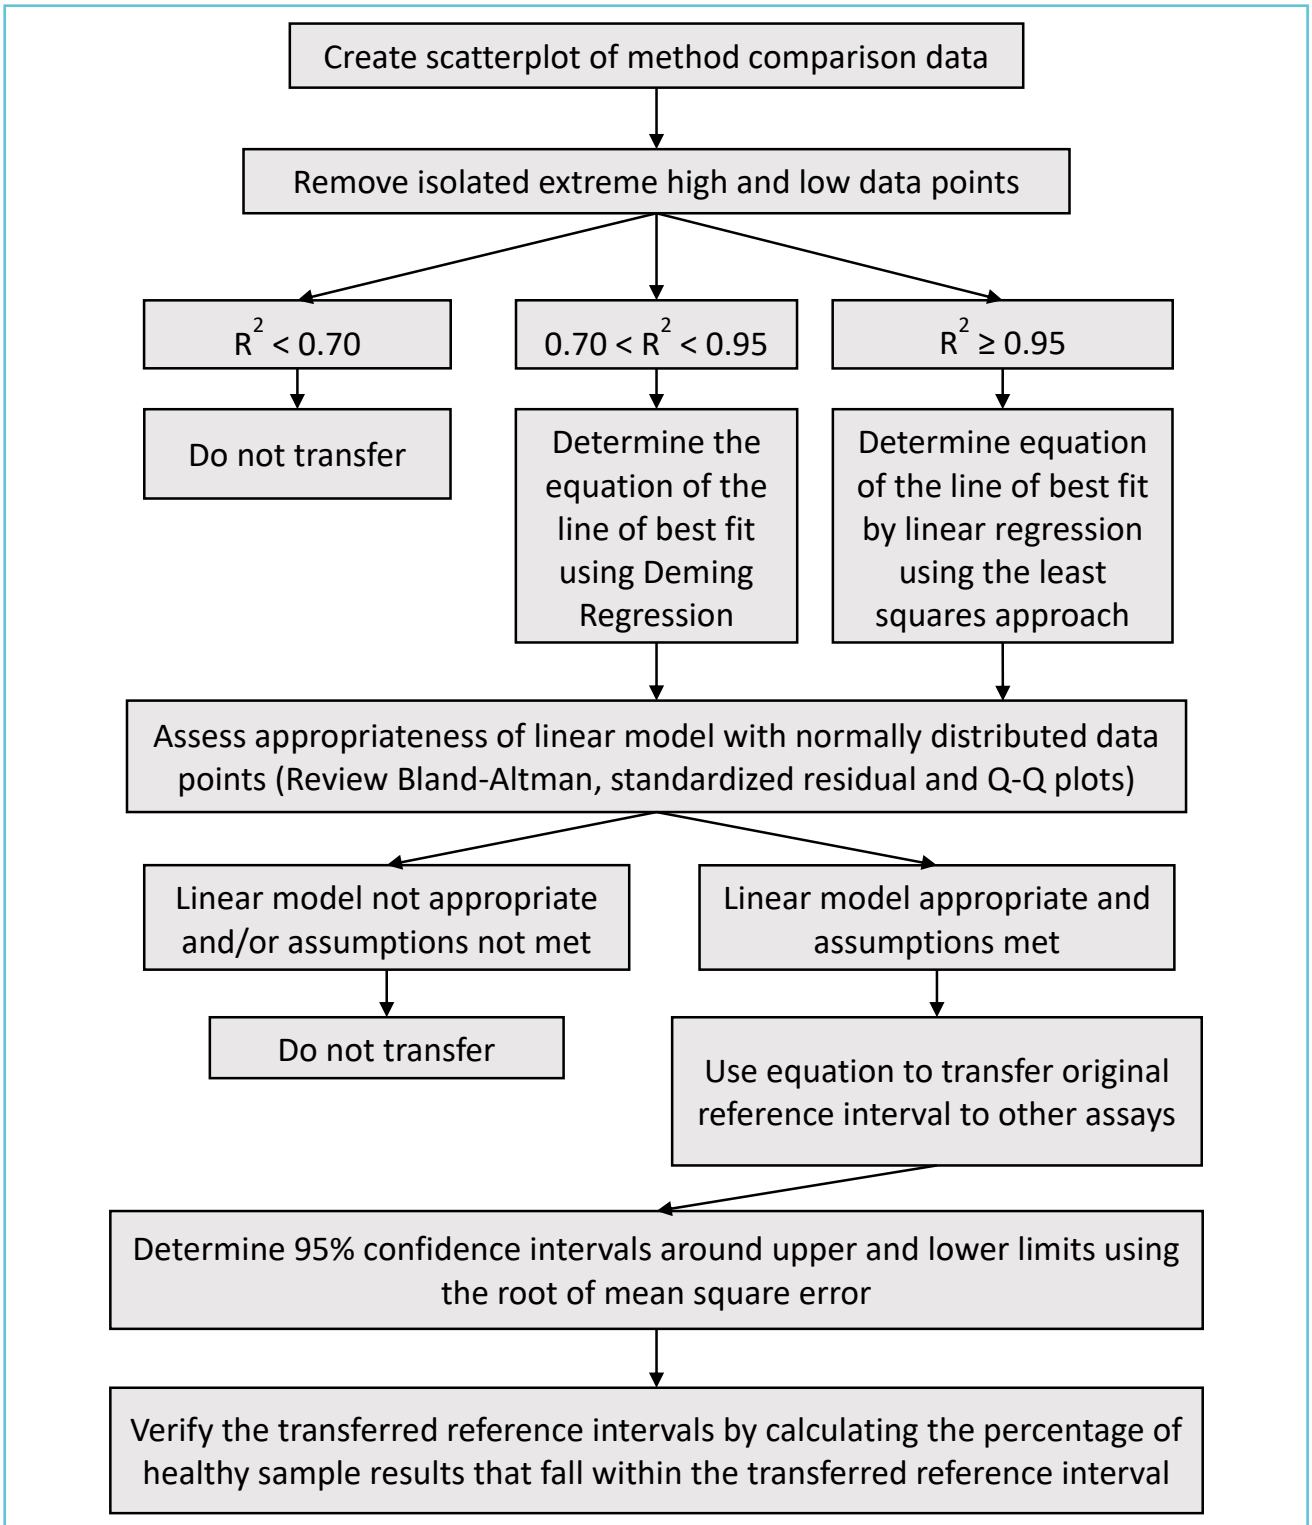 Create scatterplot of method comparison data
Remove isolated extreme high and low data points
R² < 0.70
0.70 < R² < 0.95
R² ≥ 0.95
Do not transfer
Determine the
equation of the
line of best fit
using Deming
Regression
Determine equation
of the line of best fit
by linear regression
using the least
squares approach
Assess appropriateness of linear model with normally distributed data
points (Review Bland-Altman, standardized residual and Q-Q plots)
Linear model not appropriate
and/or assumptions not met
Linear model appropriate and
assumptions met
Do not transfer
Use equation to transfer original
reference interval to other assays
Determine 95% confidence intervals around upper and lower limits using
the root of mean square error
Verify the transferred reference intervals by calculating the percentage of
healthy sample results that fall within the transferred reference interval